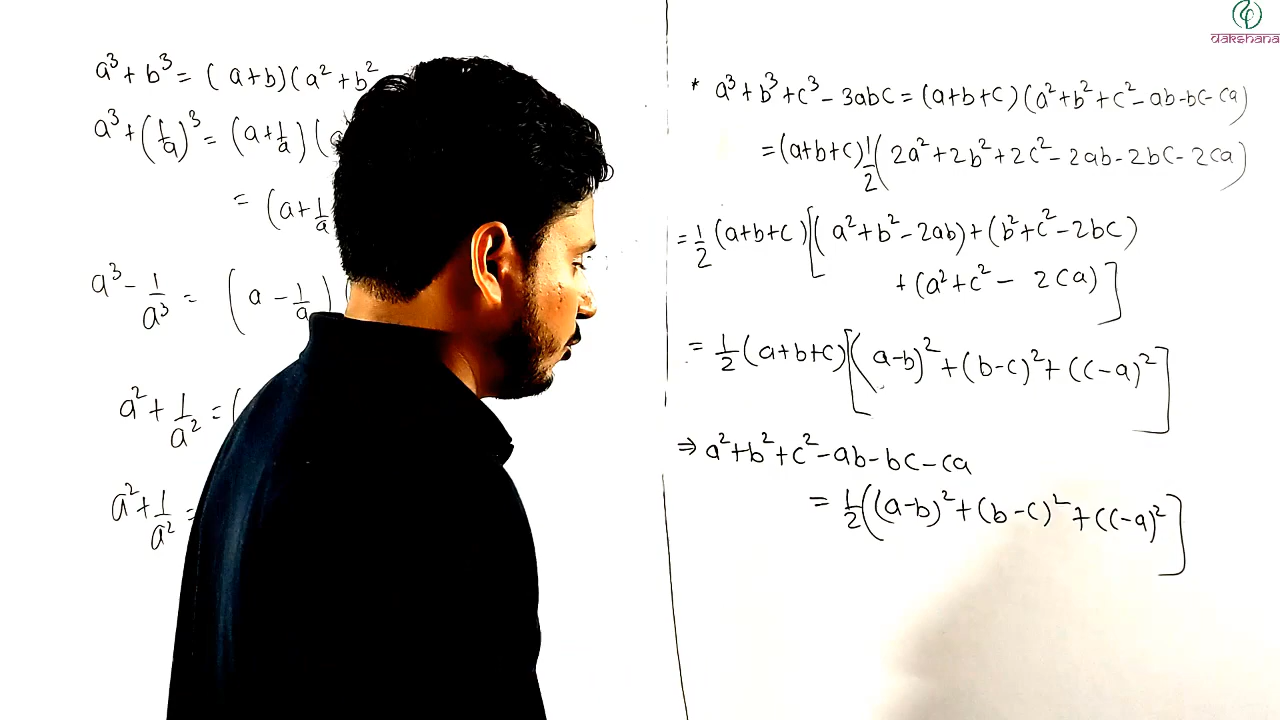 dakshana
a³ + b³ = (a+b)(a² + b²
a³ + (1/a)³ = (a + 1/a)(a
= (a + 1/a
a³ - 1/a³ = (a - 1/a)(
a² + 1/a² = (
a² + 1/a² =
* a³ + b³ + c³ - 3abc = (a+b+c)(a² + b² + c² - ab - bc - ca)
= (a+b+c) 1/2 (2a² + 2b² + 2c² - 2ab - 2bc - 2ca)
= 1/2 (a+b+c) [(a² + b² - 2ab) + (b² + c² - 2bc)
+ (a² + c² - 2ca)]
= 1/2 (a+b+c) [(a-b)² + (b-c)² + (c-a)²]
⇒ a² + b² + c² - ab - bc - ca
= 1/2 ((a-b)² + (b-c)² + (c-a)²]